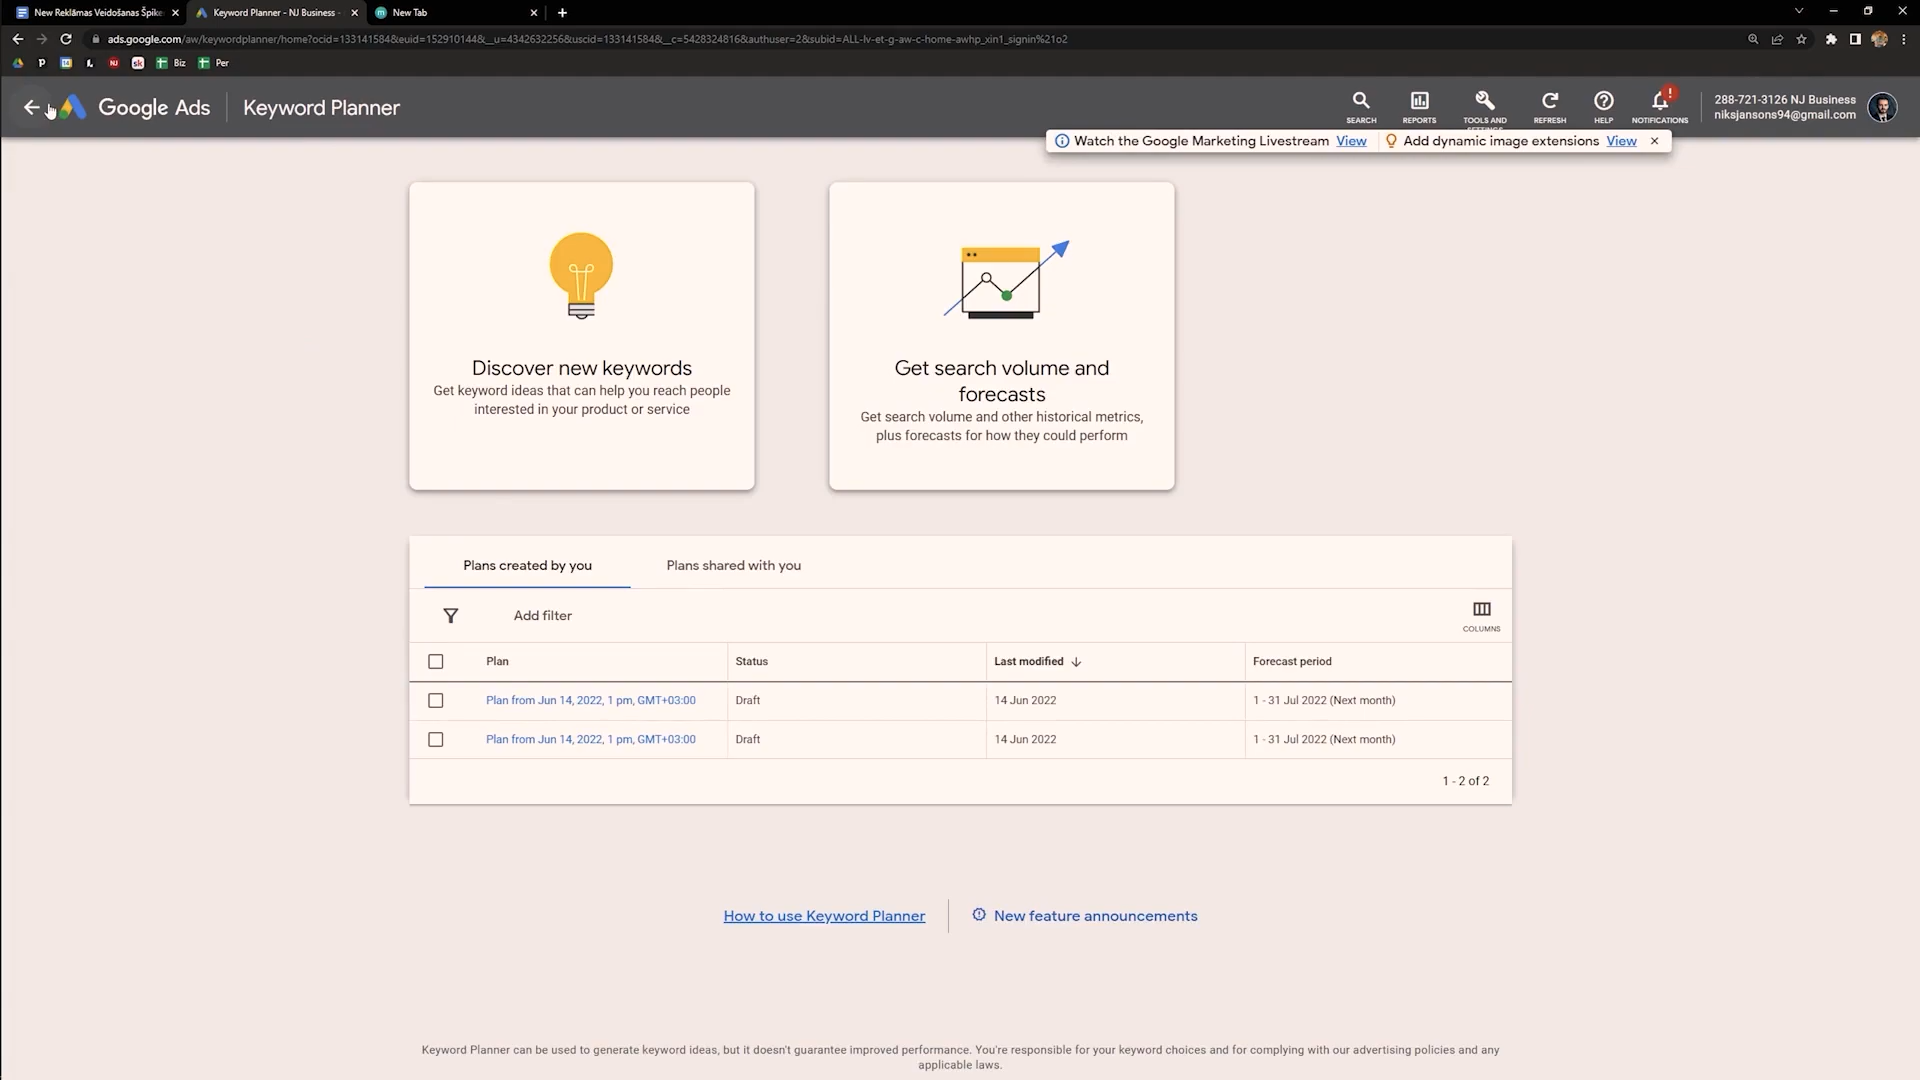 New Reklāmas Veidošanas Špike
Keyword Planner - NJ Business -
New Tab
ads.google.com/aw/keywordplanner/home?ocid=133141584&euid=152910144&__u=4342632256&uscid=133141584&__c=5428324816&authuser=2&subid=ALL-lv-et-g-aw-c-home-awhp_xin1_signin%21o2
Biz
Per
Google Ads
Keyword Planner
SEARCH
REPORTS
TOOLS AND
REFRESH
HELP
NOTIFICATIONS
288-721-3126 NJ Business
niksjansons94@gmail.com
Watch the Google Marketing Livestream View
Add dynamic image extensions View
Discover new keywords
Get keyword ideas that can help you reach people
interested in your product or service
Get search volume and
forecasts
Get search volume and other historical metrics,
plus forecasts for how they could perform
Plans created by you
Plans shared with you
Add filter
COLUMNS
Plan Status Last modified Forecast period
Plan from Jun 14, 2022, 1 pm, GMT+03:00 Draft 14 Jun 2022 1 - 31 Jul 2022 (Next month)
Plan from Jun 14, 2022, 1 pm, GMT+03:00 Draft 14 Jun 2022 1 - 31 Jul 2022 (Next month)
1 - 2 of 2
How to use Keyword Planner
New feature announcements
Keyword Planner can be used to generate keyword ideas, but it doesn't guarantee improved performance. You're responsible for your keyword choices and for complying with our advertising policies and any
applicable laws.